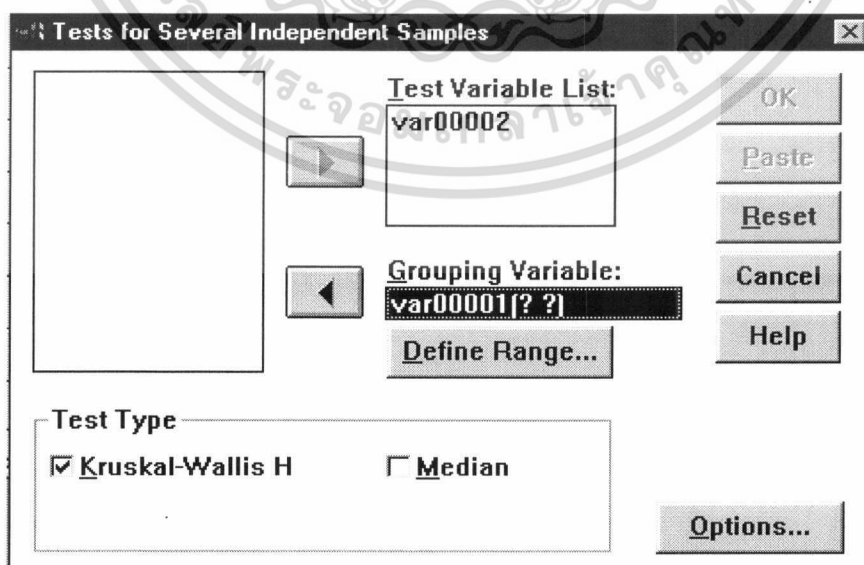 Tests for Several Independent Samples
Test Variable List:
var00002
OK
Paste
Reset
Cancel
Help
Grouping Variable:
var00001(? ?)
Define Range...
Test Type
Kruskal-Wallis H
Median
Options...